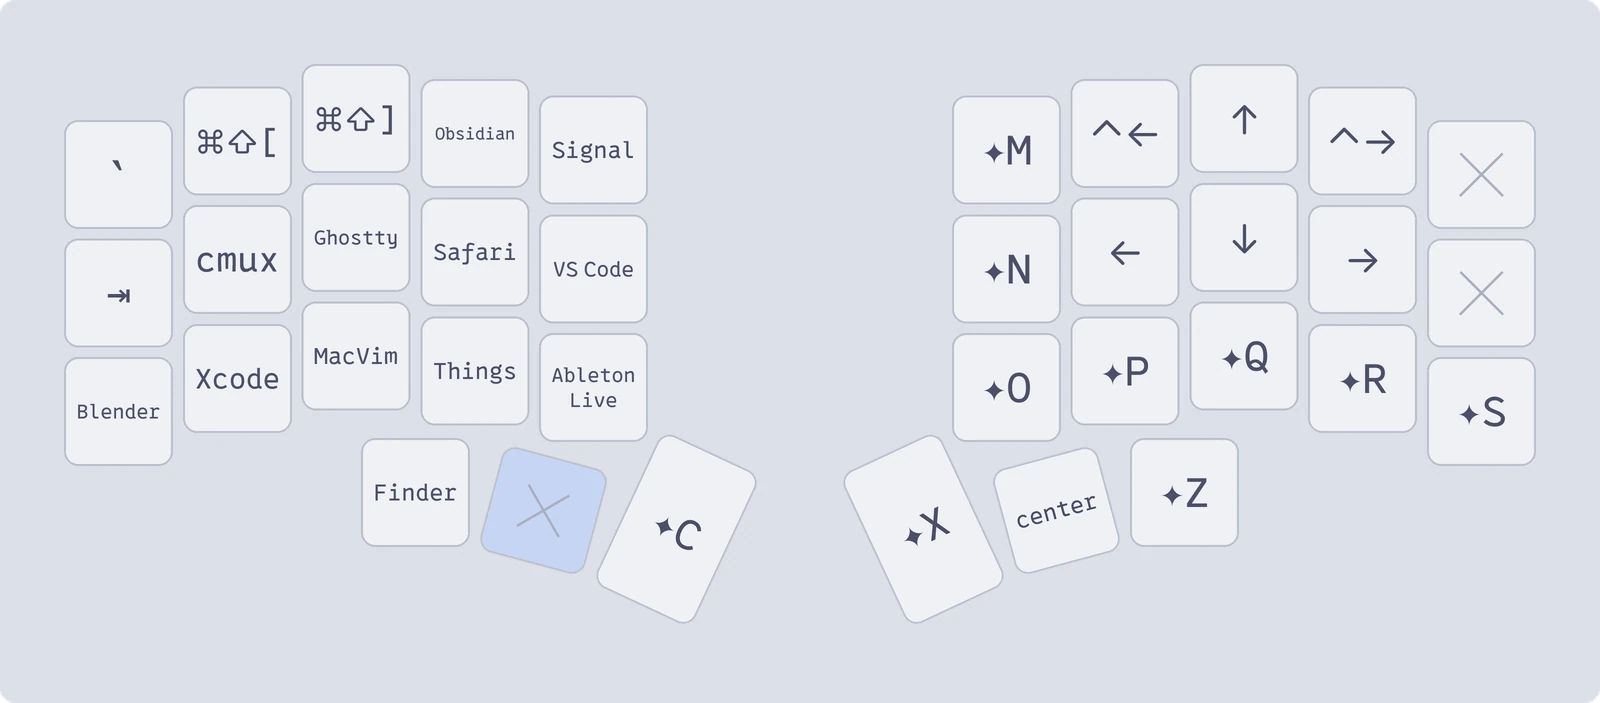 ` ⌘⇧[ ⌘⇧] Obsidian Signal ✦M ^← ↑ ^→
⇥ cmux Ghostty Safari VS Code ✦N ← ↓ →
Blender Xcode MacVim Things Ableton
Live ✦O ✦P ✦Q ✦R ✦S
Finder ✦C ✦X center ✦Z